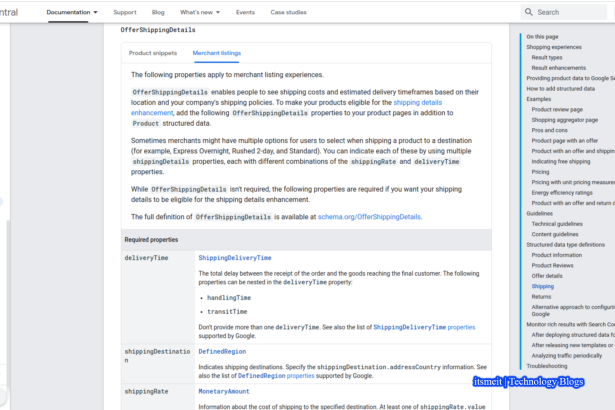 ntral
Documentation
Support
Blog
What's new
Events
Case studies
Search
OfferShippingDetails
Product snippets
Merchant listings
The following properties apply to merchant listing experiences.
OfferShippingDetails enables people to see shipping costs and estimated delivery timeframes based on their
location and your company's shipping policies. To make your products eligible for the shipping details
enhancement, add the following OfferShippingDetails properties to your product pages in addition to
Product structured data.
Sometimes merchants might have multiple options for users to select when shipping a product to a destination
(for example, Express Overnight, Rushed 2-day, and Standard). You can indicate each of these by using multiple
shippingDetails properties, each with different combinations of the shippingRate and deliveryTime
properties.
While OfferShippingDetails isn't required, the following properties are required if you want your shipping
details to be eligible for the shipping details enhancement.
The full definition of OfferShippingDetails is available at schema.org/OfferShippingDetails.
Required properties
deliveryTime
ShippingDeliveryTime
The total delay between the receipt of the order and the goods reaching the final customer. The following
properties can be nested in the deliveryTime property:
• handlingTime
• transitTime
Don't provide more than one deliveryTime. See also the list of ShippingDeliveryTime properties
supported by Google.
shippingDestinatio
n
DefinedRegion
Indicates shipping destinations. Specify the shippingDestination.addressCountry information. See
also the list of DefinedRegion properties supported by Google.
shippingRate
MonetaryAmount
Information about the cost of shipping to the specified destination. At least one of shippingRate.value
On this page
Shopping experiences
Result types
Result enhancements
Providing product data to Google Se
How to add structured data
Examples
Product review page
Shopping aggregator page
Pros and cons
Product page with an offer
Product with an offer and shippin
Indicating free shipping
Pricing
Pricing with unit pricing measure
Energy efficiency ratings
Product with an offer and return d
Guidelines
Technical guidelines
Content guidelines
Structured data type definitions
Product information
Product Reviews
Offer details
Shipping
Returns
Alternative approach to configurin
Google
Monitor rich results with Search Con
After deploying structured data fo
After releasing new templates or
Analyzing traffic periodically
Troubleshooting
itsmeit | Technology Blogs